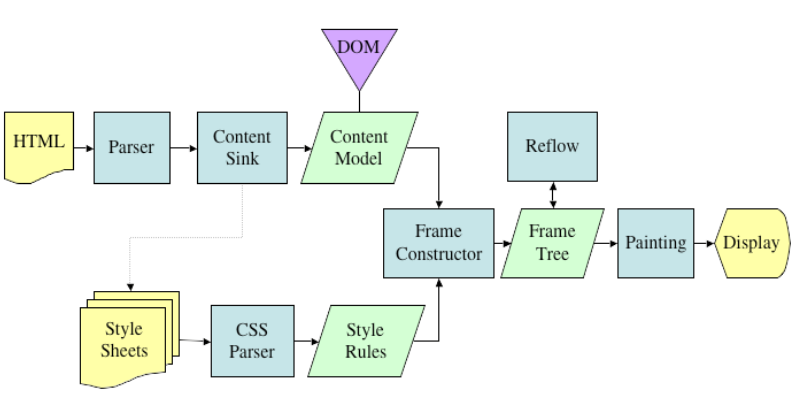 DOM
HTML
Parser
Content
Sink
Content
Model
Reflow
Frame
Constructor
Frame
Tree
Painting
Display
Style
Sheets
CSS
Parser
Style
Rules